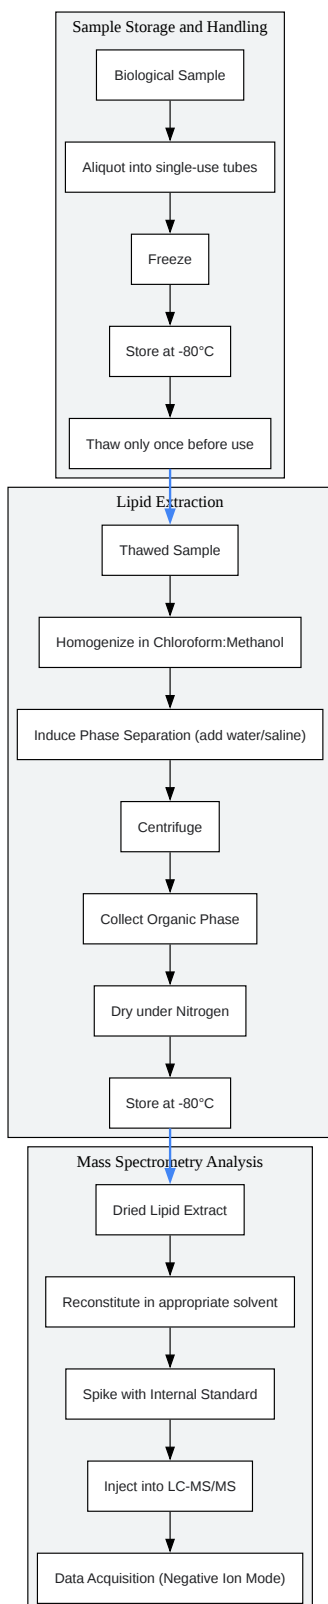 Sample Storage and Handling
Biological Sample
Aliquot into single-use tubes
Freeze
Store at -80°C
Thaw only once before use
Lipid Extraction
Thawed Sample
Homogenize in Chloroform:Methanol
Induce Phase Separation (add water/saline)
Centrifuge
Collect Organic Phase
Dry under Nitrogen
Store at -80°C
Mass Spectrometry Analysis
Dried Lipid Extract
Reconstitute in appropriate solvent
Spike with Internal Standard
Inject into LC-MS/MS
Data Acquisition (Negative Ion Mode)